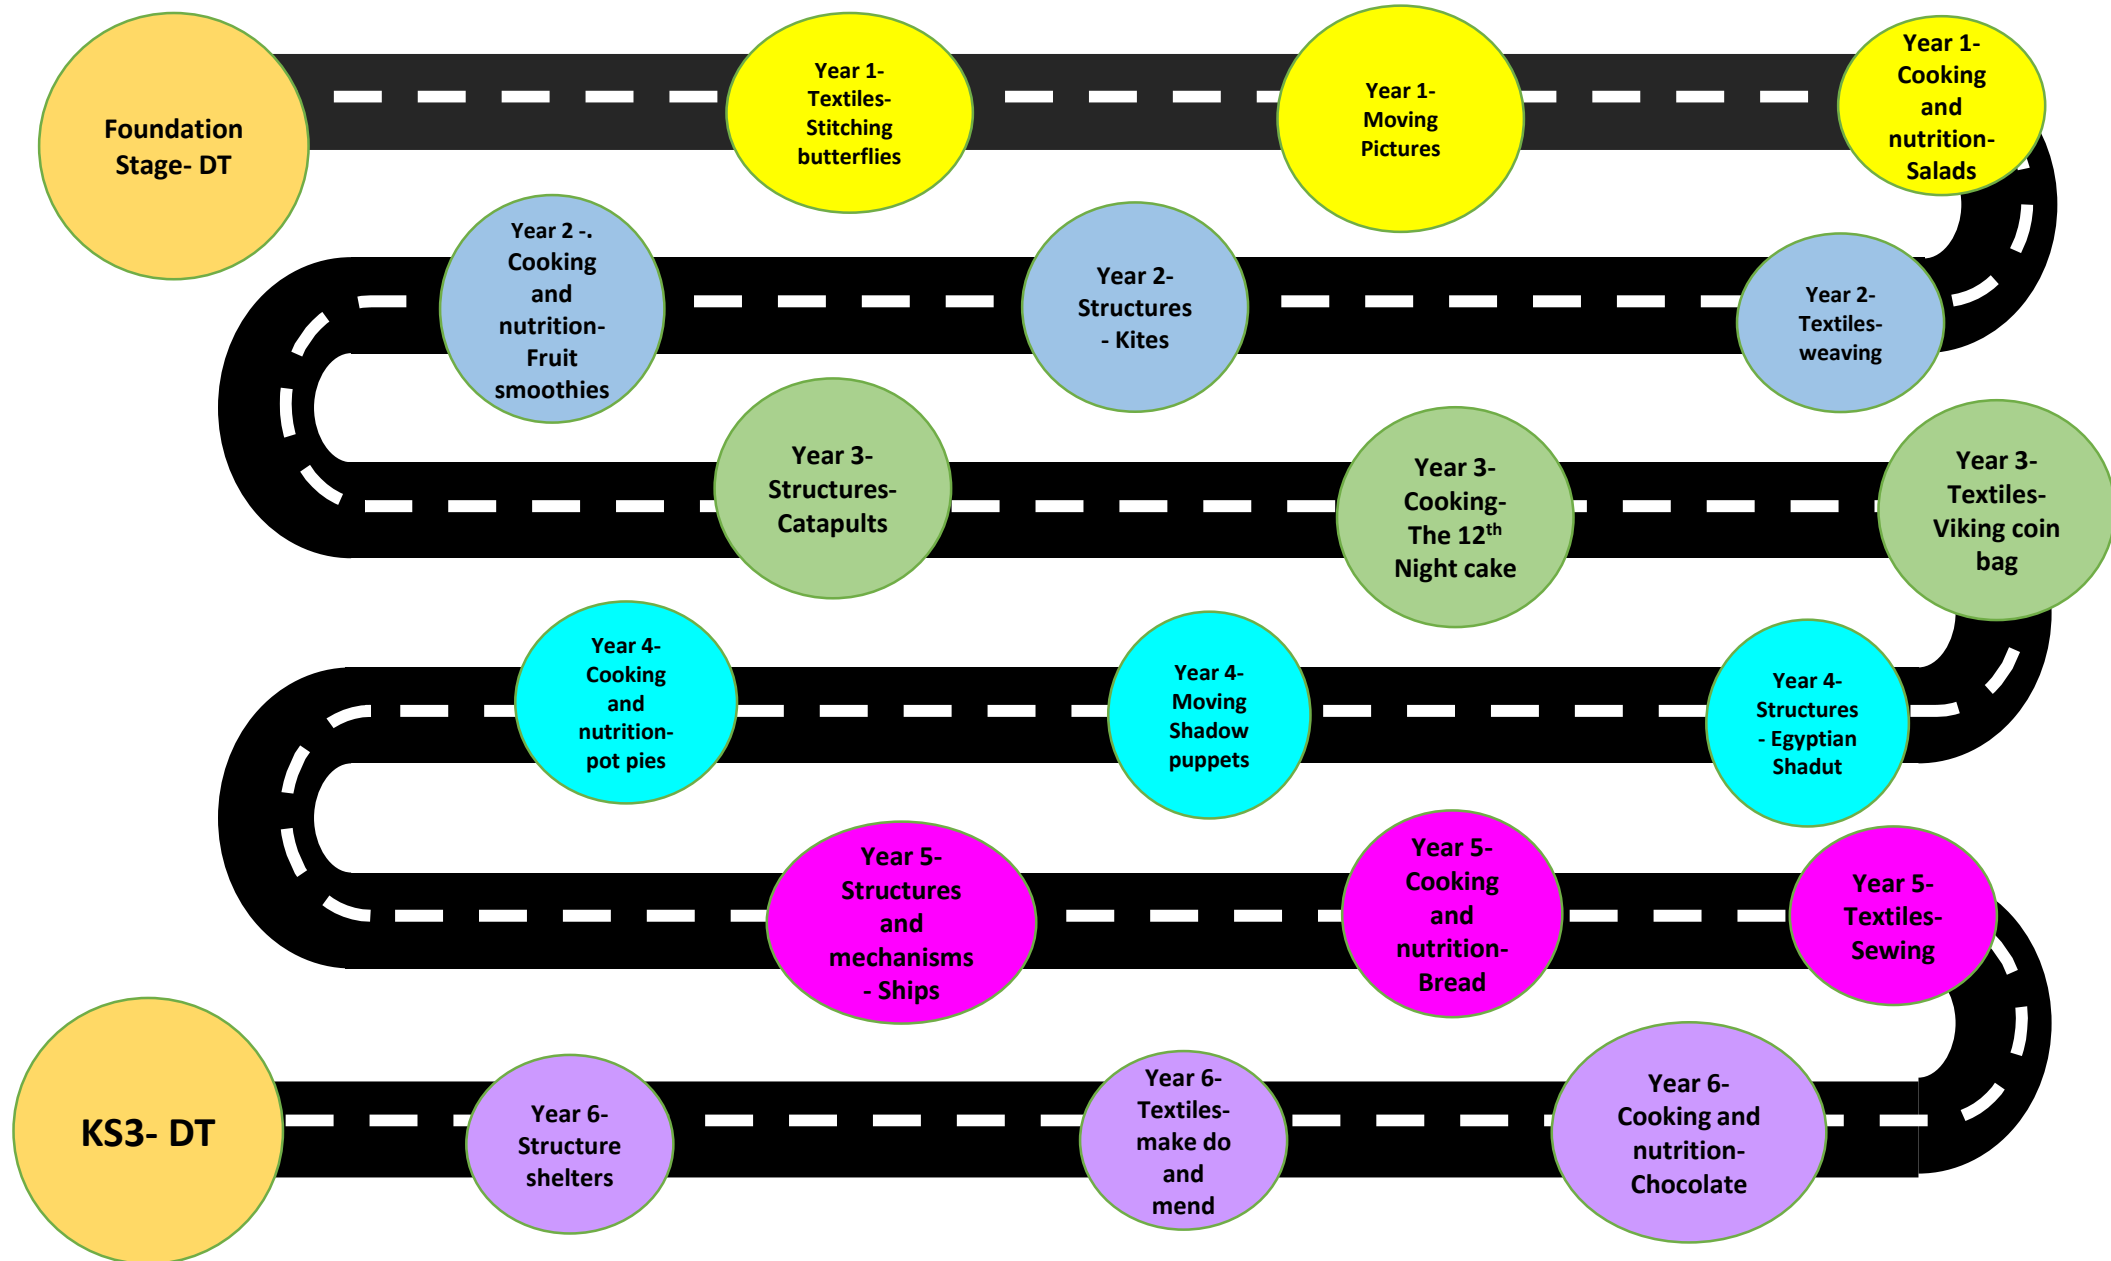 Foundation
Stage- DT
Year 1-
Textiles-
Stitching
butterflies
Year 1-
Moving
Pictures
Year 1-
Cooking
and
nutrition-
Salads
Year 2-
Textiles-
weaving
Year 2-
Structures
- Kites
Year 2 -.
Cooking
and
nutrition-
Fruit
smoothies
Year 3-
Structures-
Catapults
Year 3-
Cooking-
The 12th
Night cake
Year 3-
Textiles-
Viking coin
bag
Year 4-
Structures
- Egyptian
Shadut
Year 4-
Moving
Shadow
puppets
Year 4-
Cooking
and
nutrition-
pot pies
Year 5-
Structures
and
mechanisms
- Ships
Year 5-
Cooking
and
nutrition-
Bread
Year 5-
Textiles-
Sewing
Year 6-
Cooking and
nutrition-
Chocolate
Year 6-
Textiles-
make do
and
mend
Year 6-
Structure
shelters
KS3- DT